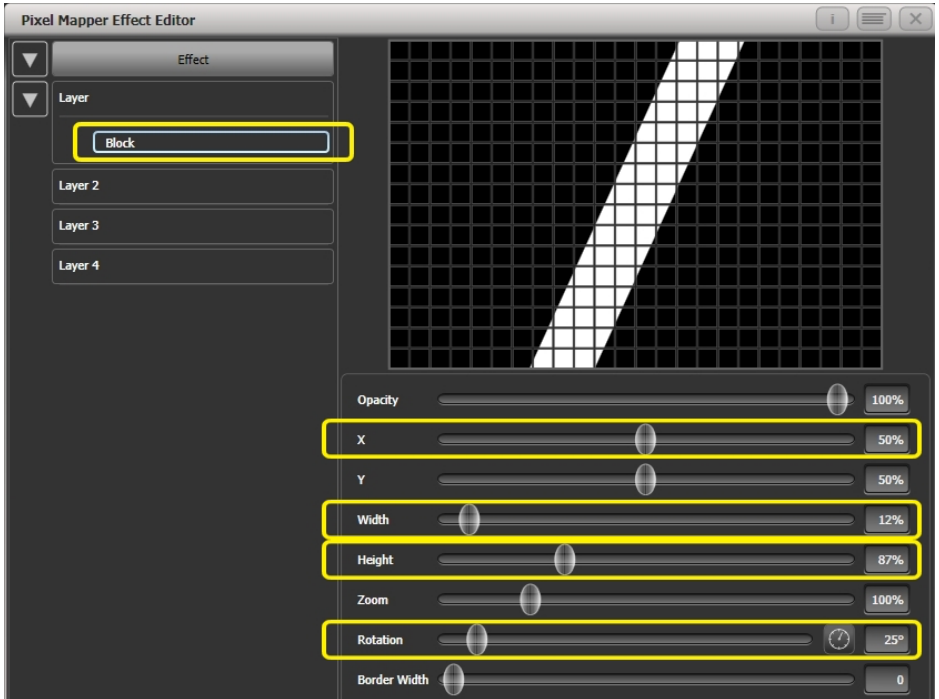 Pixel Mapper Effect Editor
i
Effect
Layer
Block
Layer 2
Layer 3
Layer 4
Opacity 100%
X 50%
Y 50%
Width 12%
Height 87%
Zoom 100%
Rotation 25°
Border Width 0